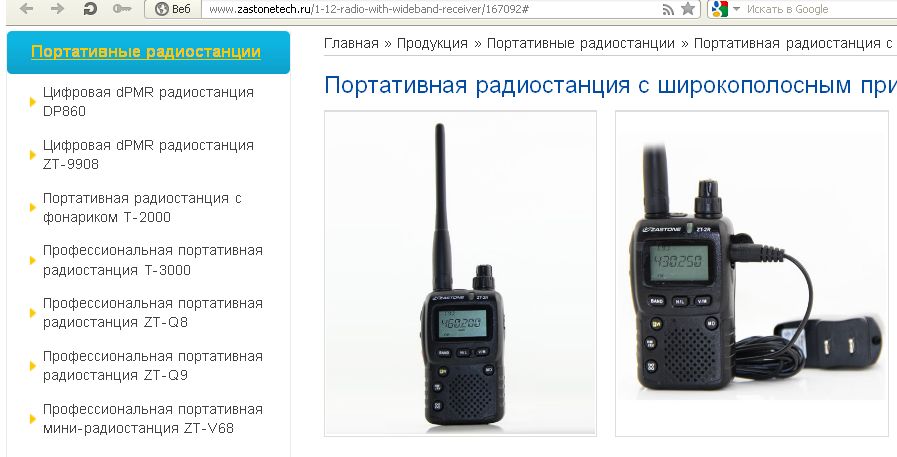 Веб
www.zastonetech.ru/1-12-radio-with-wideband-receiver/167092#
Искать в Google
Портативные радиостанции
Цифровая dPMR радиостанция
DP860
Цифровая dPMR радиостанция
ZT-9908
Портативная радиостанция с
фонариком T-2000
Профессиональная портативная
радиостанция T-3000
Профессиональная портативная
радиостанция ZT-Q8
Профессиональная портативная
радиостанция ZT-Q9
Профессиональная портативная
мини-радиостанция ZT-V68
Главная » Продукция » Портативные радиостанции » Портативная радиостанция с
Портативная радиостанция с широкополосным при
ZASTONE ZT-2R
460.200
BAND H/L V/M
MO
ZASTONE ZT-2R
430.250
BAND H/L V/M
MO